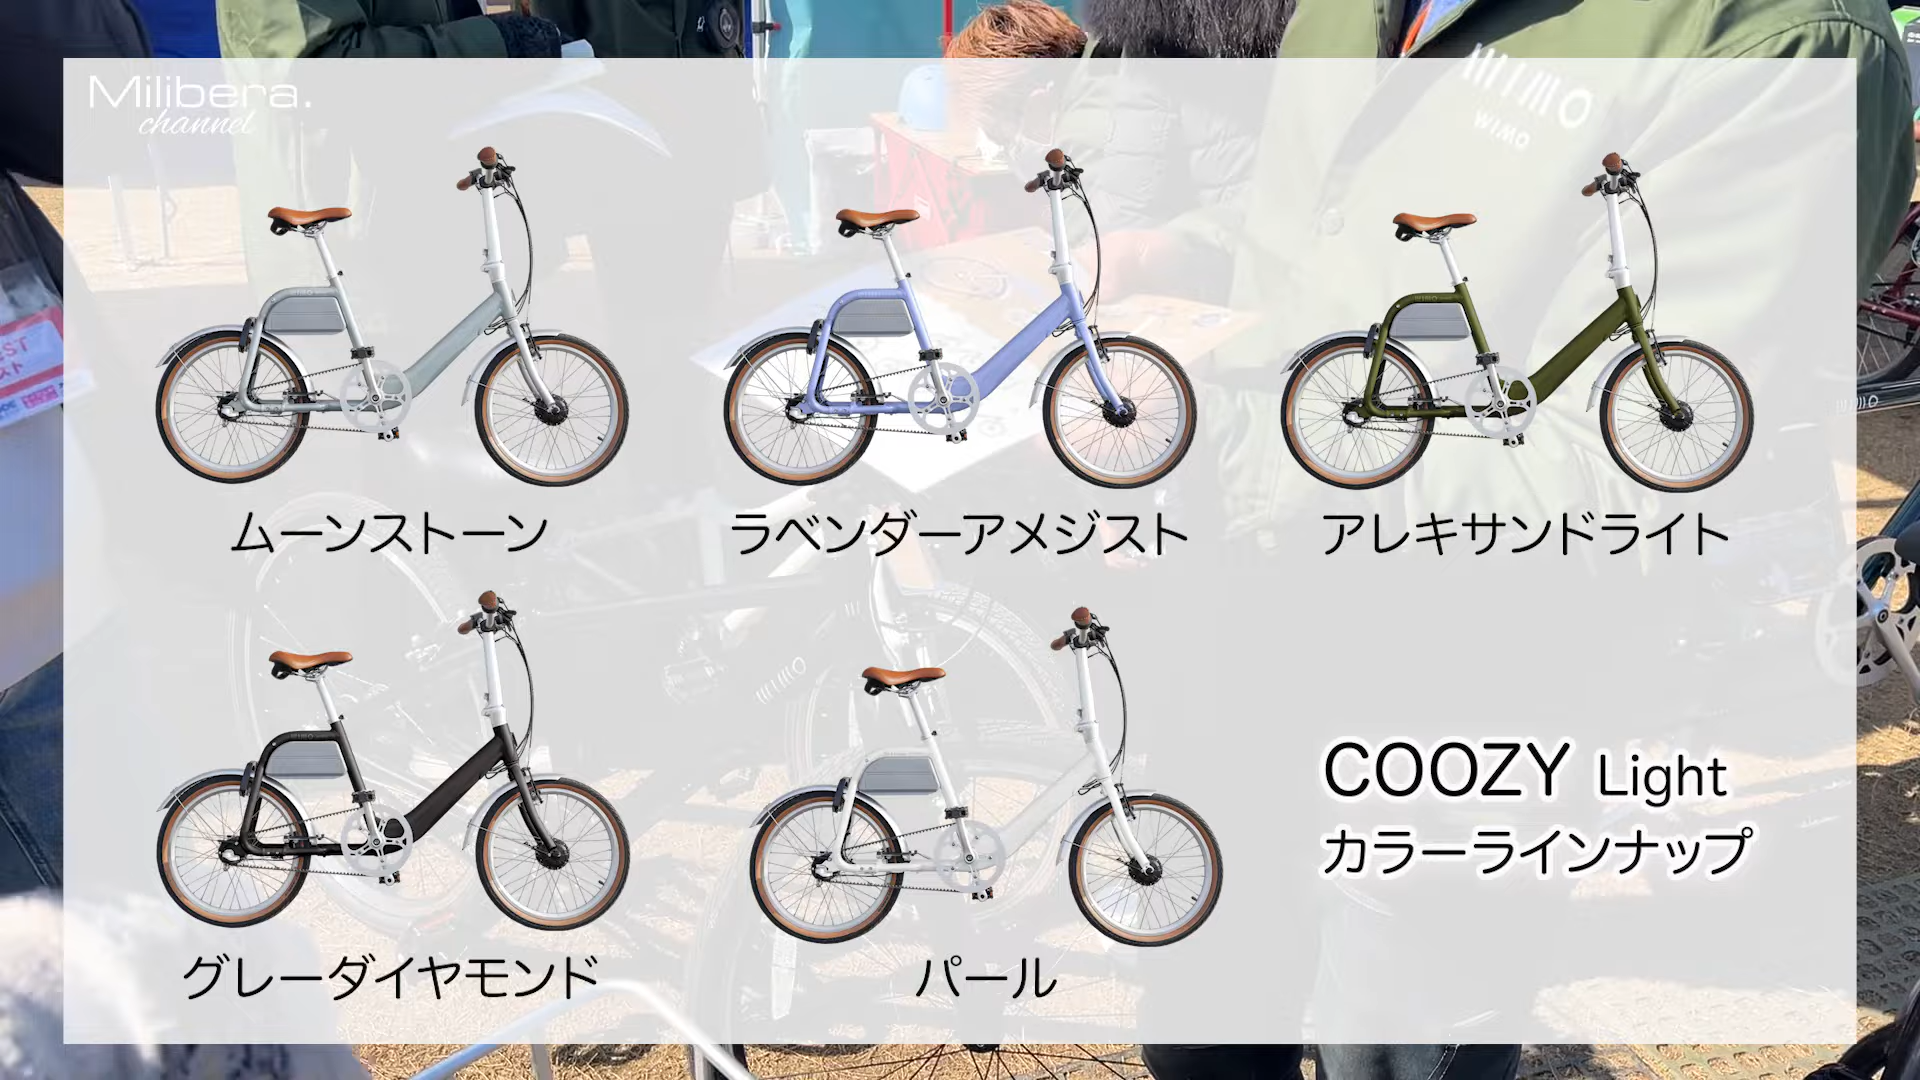 Milibera.
channel
WIMO
ムーンストーン
ラベンダーアメジスト
アレキサンドライト
グレーダイヤモンド
パール
COOZY Light
カラーラインナップ